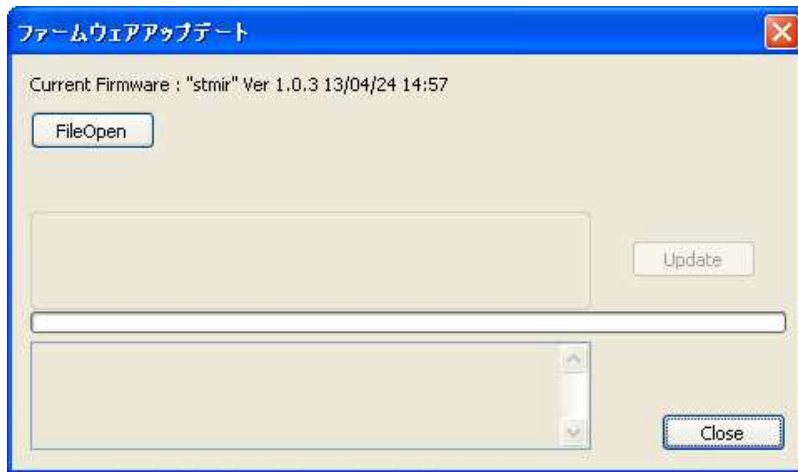 ファームウェアアップデート
Current Firmware : "stmir" Ver 1.0.3 13/04/24 14:57
FileOpen
Update
Close